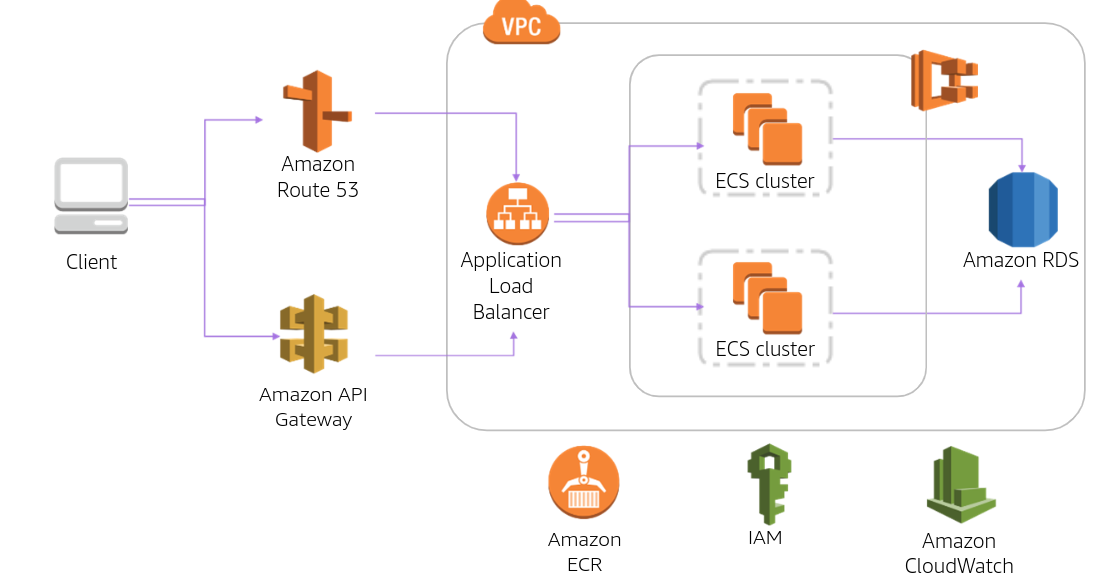 VPC
Amazon
Route 53
ECS cluster
Client
Application
Load
Balancer
Amazon RDS
ECS cluster
Amazon API
Gateway
Amazon
ECR
IAM
Amazon
CloudWatch